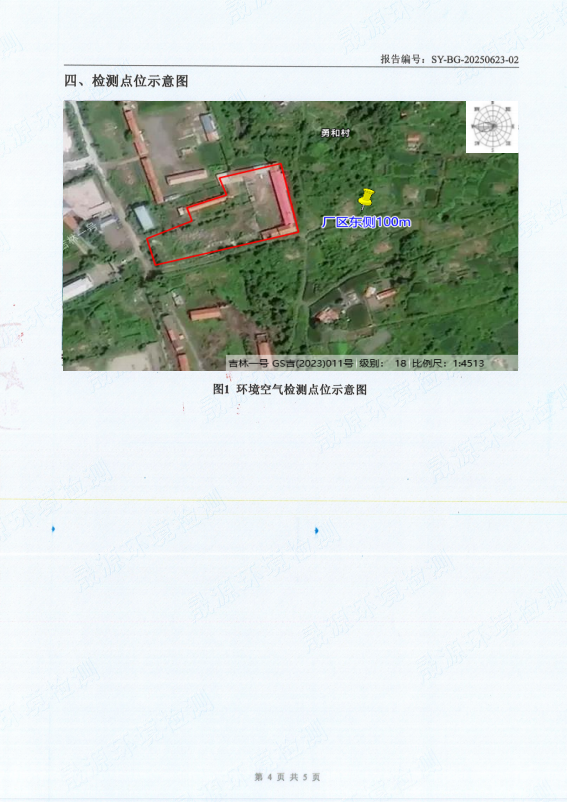 报告编号：SY-BG-20250623-02
四、检测点位示意图
勇和村
厂区东侧100m
吉林一号 GS吉(2023)011号 级别： 18 比例尺：1:4513
图1 环境空气检测点位示意图
第 4 页 共 5 页